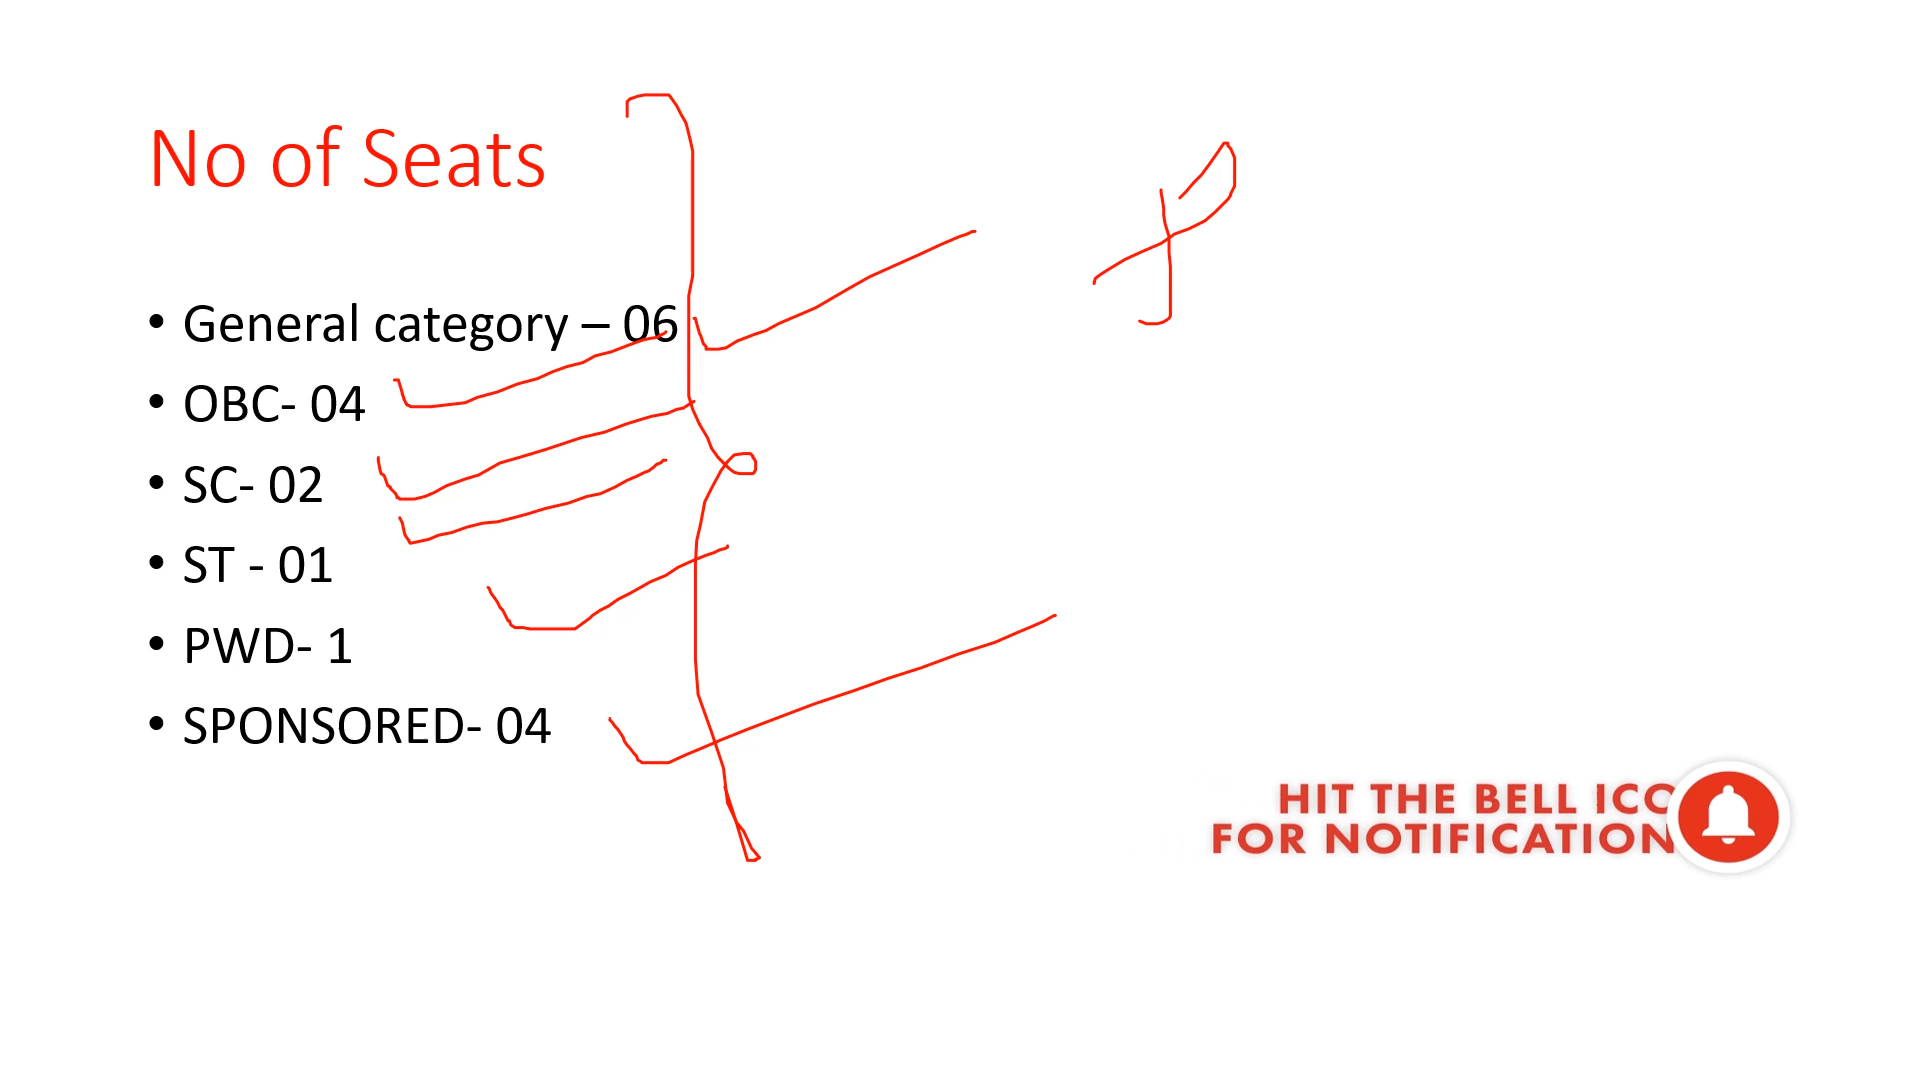 No of Seats
• General category – 06
• OBC- 04
• SC- 02
• ST - 01
• PWD- 1
• SPONSORED- 04
HIT THE BELL ICO
FOR NOTIFICATION